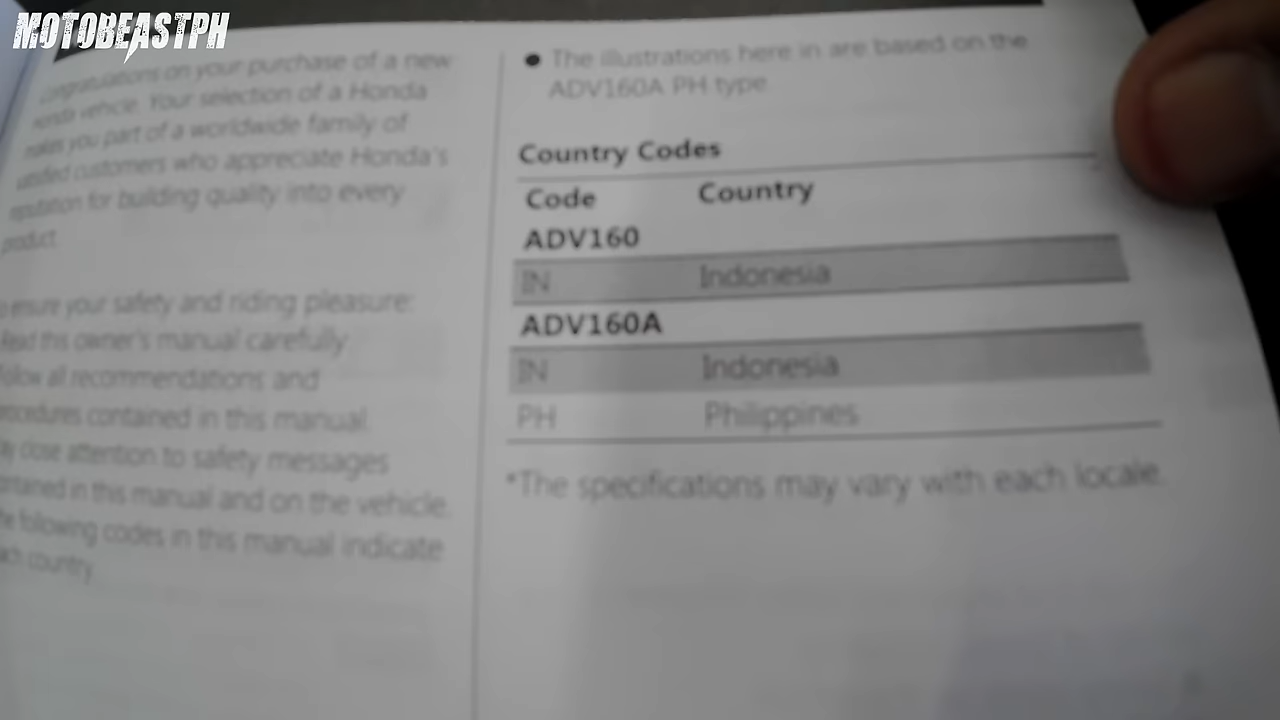 MOTOBEASTPH
Congratulations on your purchase of a new
Honda vehicle. Your selection of a Honda
makes you part of a worldwide family of
satisfied customers who appreciate Honda's
reputation for building quality into every
product.
To ensure your safety and riding pleasure:
Read this owner's manual carefully.
Follow all recommendations and
procedures contained in this manual.
Pay close attention to safety messages
contained in this manual and on the vehicle.
The following codes in this manual indicate
each country.
● The illustrations here in are based on the
ADV160A PH type.
Country Codes
Code Country
ADV160
IN Indonesia
ADV160A
IN Indonesia
PH Philippines
*The specifications may vary with each locale.